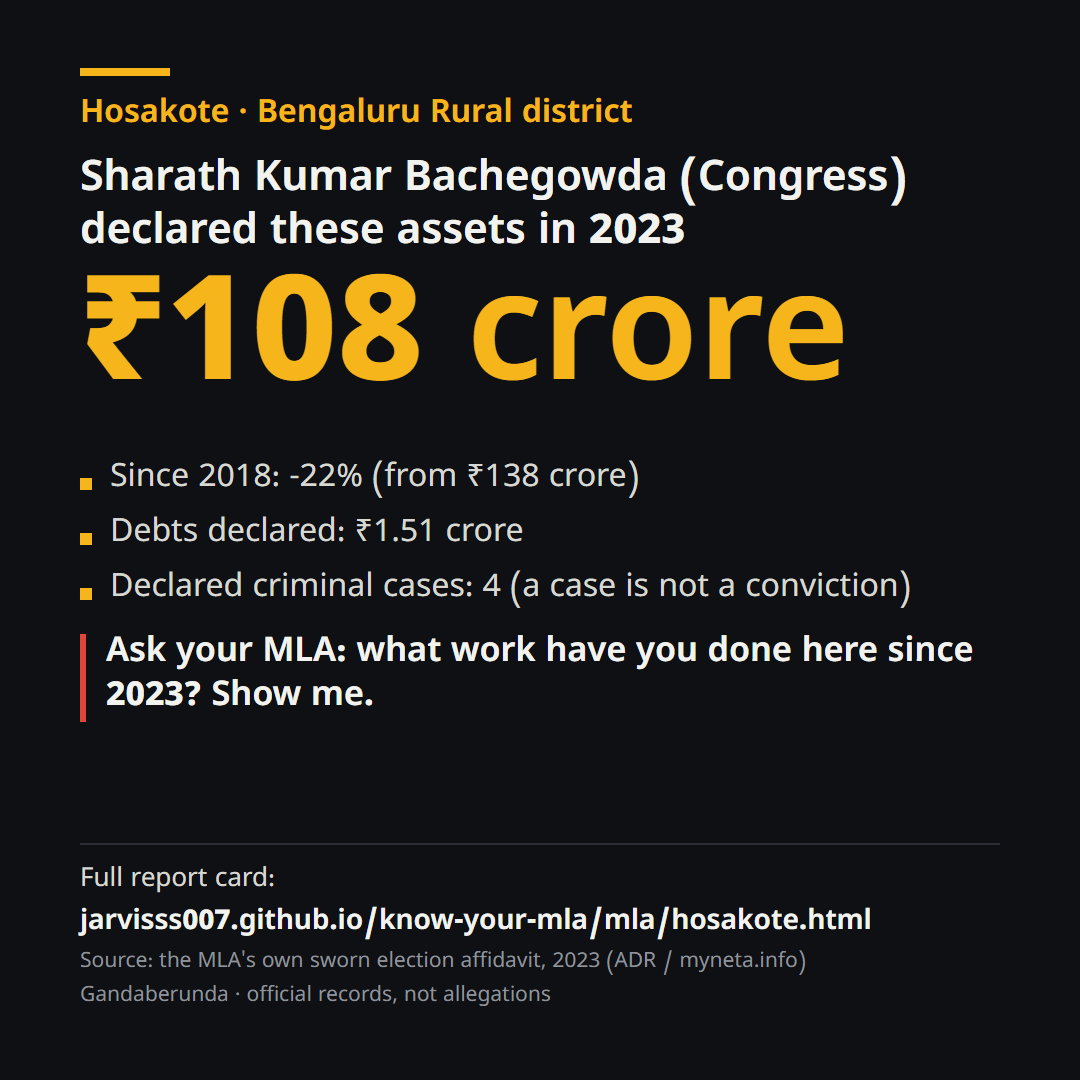 Hosakote · Bengaluru Rural district
Sharath Kumar Bachegowda (Congress)
declared these assets in 2023
₹108 crore
Since 2018: -22% (from ₹138 crore)
Debts declared: ₹1.51 crore
Declared criminal cases: 4 (a case is not a conviction)
Ask your MLA: what work have you done here since
2023? Show me.
Full report card:
jarvisss007.github.io/know-your-mla/mla/hosakote.html
Source: the MLA's own sworn election affidavit, 2023 (ADR / myneta.info)
Gandaberunda · official records, not allegations